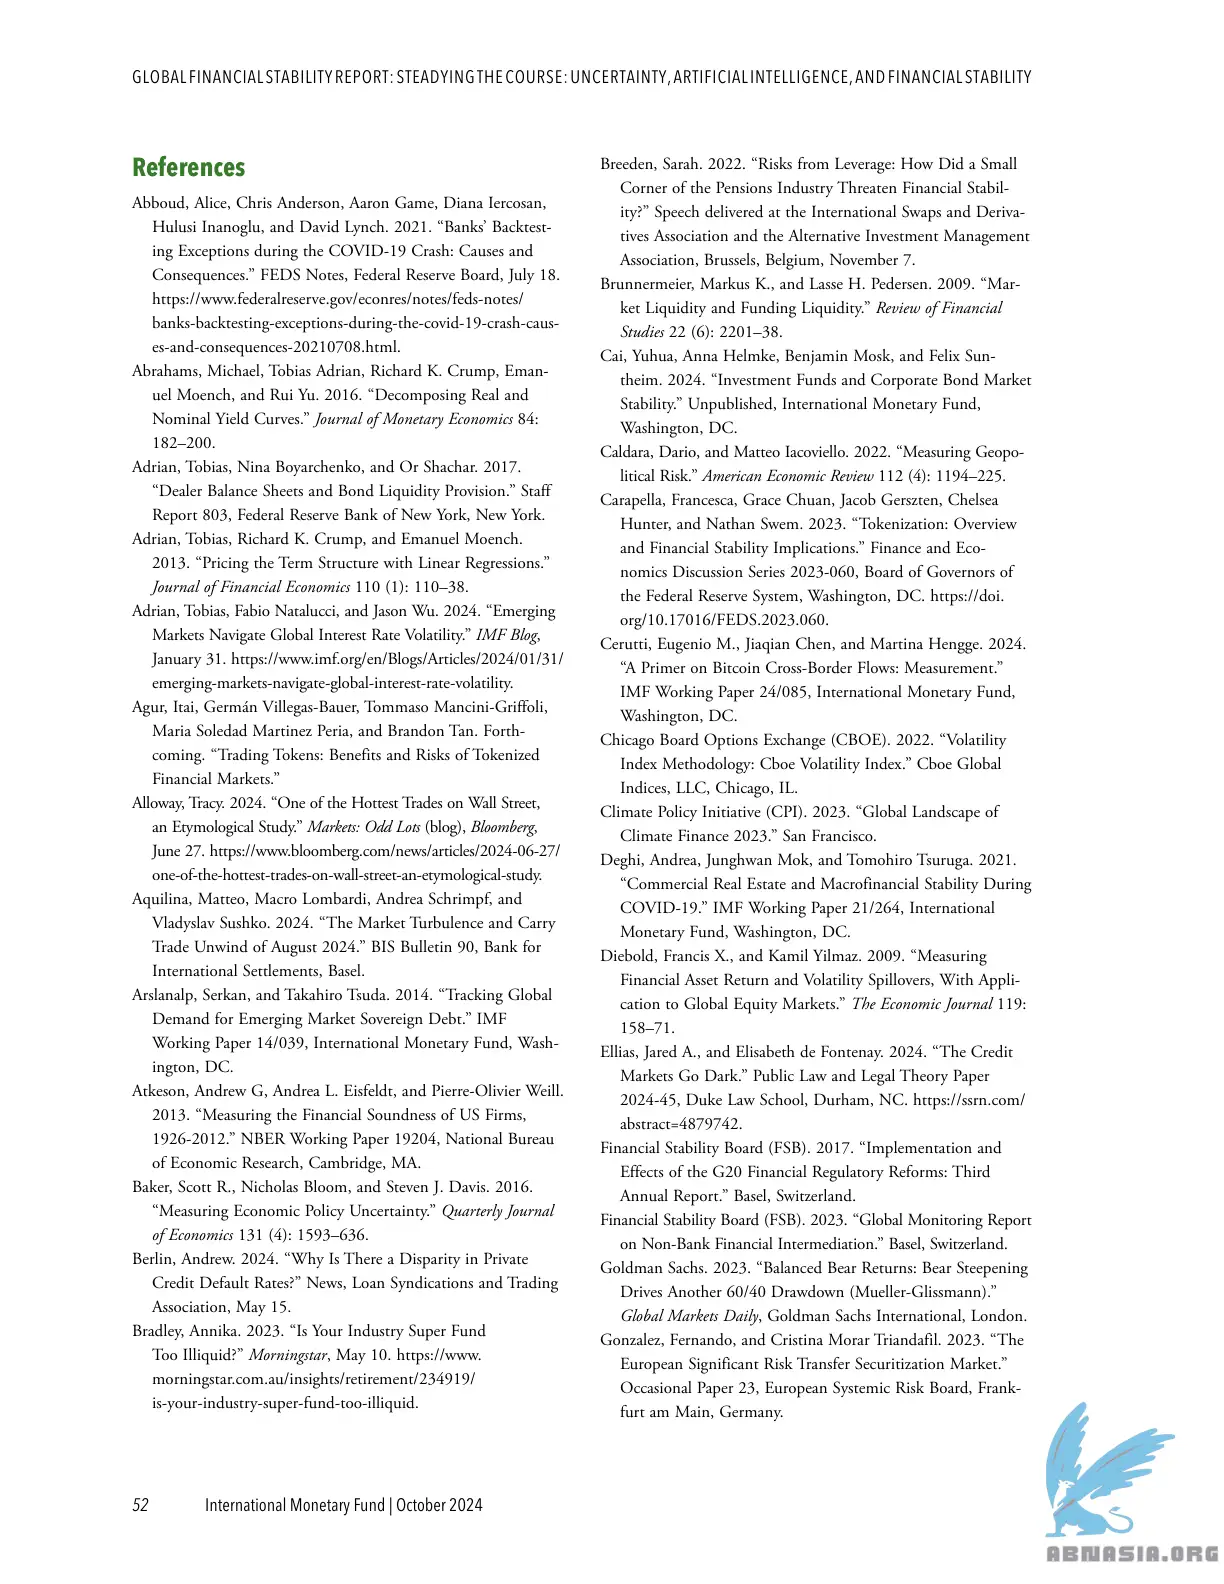 GLOBAL FINANCIAL STABILITY REPORT: STEADYING THE COURSE: UNCERTAINTY, ARTIFICIAL INTELLIGENCE, AND FINANCIAL STABILITY
References
Abboud, Alice, Chris Anderson, Aaron Game, Diana Iercosan,
Hulusi Inanoglu, and David Lynch. 2021. “Banks’ Backtest-
ing Exceptions during the COVID-19 Crash: Causes and
Consequences.” FEDS Notes, Federal Reserve Board, July 18.
https://www.federalreserve.gov/econres/notes/feds-notes/
banks-backtesting-exceptions-during-the-covid-19-crash-caus-
es-and-consequences-20210708.html.
Abrahams, Michael, Tobias Adrian, Richard K. Crump, Eman-
uel Moench, and Rui Yu. 2016. “Decomposing Real and
Nominal Yield Curves.” Journal of Monetary Economics 84:
182–200.
Adrian, Tobias, Nina Boyarchenko, and Or Shachar. 2017.
“Dealer Balance Sheets and Bond Liquidity Provision.” Staff
Report 803, Federal Reserve Bank of New York, New York.
Adrian, Tobias, Richard K. Crump, and Emanuel Moench.
2013. “Pricing the Term Structure with Linear Regressions.”
Journal of Financial Economics 110 (1): 110–38.
Adrian, Tobias, Fabio Natalucci, and Jason Wu. 2024. “Emerging
Markets Navigate Global Interest Rate Volatility.” IMF Blog,
January 31. https://www.imf.org/en/Blogs/Articles/2024/01/31/
emerging-markets-navigate-global-interest-rate-volatility.
Agur, Itai, Germán Villegas-Bauer, Tommaso Mancini-Griffoli,
Maria Soledad Martinez Peria, and Brandon Tan. Forth-
coming. “Trading Tokens: Benefits and Risks of Tokenized
Financial Markets.”
Alloway, Tracy. 2024. “One of the Hottest Trades on Wall Street,
an Etymological Study.” Markets: Odd Lots (blog), Bloomberg,
June 27. https://www.bloomberg.com/news/articles/2024-06-27/
one-of-the-hottest-trades-on-wall-street-an-etymological-study.
Aquilina, Matteo, Macro Lombardi, Andrea Schrimpf, and
Vladyslav Sushko. 2024. “The Market Turbulence and Carry
Trade Unwind of August 2024.” BIS Bulletin 90, Bank for
International Settlements, Basel.
Arslanalp, Serkan, and Takahiro Tsuda. 2014. “Tracking Global
Demand for Emerging Market Sovereign Debt.” IMF
Working Paper 14/039, International Monetary Fund, Wash-
ington, DC.
Atkeson, Andrew G, Andrea L. Eisfeldt, and Pierre-Olivier Weill.
2013. “Measuring the Financial Soundness of US Firms,
1926-2012.” NBER Working Paper 19204, National Bureau
of Economic Research, Cambridge, MA.
Baker, Scott R., Nicholas Bloom, and Steven J. Davis. 2016.
“Measuring Economic Policy Uncertainty.” Quarterly Journal
of Economics 131 (4): 1593–636.
Berlin, Andrew. 2024. “Why Is There a Disparity in Private
Credit Default Rates?” News, Loan Syndications and Trading
Association, May 15.
Bradley, Annika. 2023. “Is Your Industry Super Fund
Too Illiquid?” Morningstar, May 10. https://www.
morningstar.com.au/insights/retirement/234919/
is-your-industry-super-fund-too-illiquid.
Breeden, Sarah. 2022. “Risks from Leverage: How Did a Small
Corner of the Pensions Industry Threaten Financial Stabil-
ity?” Speech delivered at the International Swaps and Deriva-
tives Association and the Alternative Investment Management
Association, Brussels, Belgium, November 7.
Brunnermeier, Markus K., and Lasse H. Pedersen. 2009. “Mar-
ket Liquidity and Funding Liquidity.” Review of Financial
Studies 22 (6): 2201–38.
Cai, Yuhua, Anna Helmke, Benjamin Mosk, and Felix Sun-
theim. 2024. “Investment Funds and Corporate Bond Market
Stability.” Unpublished, International Monetary Fund,
Washington, DC.
Caldara, Dario, and Matteo Iacoviello. 2022. “Measuring Geopo-
litical Risk.” American Economic Review 112 (4): 1194–225.
Carapella, Francesca, Grace Chuan, Jacob Gerszten, Chelsea
Hunter, and Nathan Swem. 2023. “Tokenization: Overview
and Financial Stability Implications.” Finance and Eco-
nomics Discussion Series 2023-060, Board of Governors of
the Federal Reserve System, Washington, DC. https://doi.
org/10.17016/FEDS.2023.060.
Cerutti, Eugenio M., Jiaqian Chen, and Martina Hengge. 2024.
“A Primer on Bitcoin Cross-Border Flows: Measurement.”
IMF Working Paper 24/085, International Monetary Fund,
Washington, DC.
Chicago Board Options Exchange (CBOE). 2022. “Volatility
Index Methodology: Cboe Volatility Index.” Cboe Global
Indices, LLC, Chicago, IL.
Climate Policy Initiative (CPI). 2023. “Global Landscape of
Climate Finance 2023.” San Francisco.
Deghi, Andrea, Junghwan Mok, and Tomohiro Tsuruga. 2021.
“Commercial Real Estate and Macrofinancial Stability During
COVID-19.” IMF Working Paper 21/264, International
Monetary Fund, Washington, DC.
Diebold, Francis X., and Kamil Yilmaz. 2009. “Measuring
Financial Asset Return and Volatility Spillovers, With Appli-
cation to Global Equity Markets.” The Economic Journal 119:
158–71.
Ellias, Jared A., and Elisabeth de Fontenay. 2024. “The Credit
Markets Go Dark.” Public Law and Legal Theory Paper
2024-45, Duke Law School, Durham, NC. https://ssrn.com/
abstract=4879742.
Financial Stability Board (FSB). 2017. “Implementation and
Effects of the G20 Financial Regulatory Reforms: Third
Annual Report.” Basel, Switzerland.
Financial Stability Board (FSB). 2023. “Global Monitoring Report
on Non-Bank Financial Intermediation.” Basel, Switzerland.
Goldman Sachs. 2023. “Balanced Bear Returns: Bear Steepening
Drives Another 60/40 Drawdown (Mueller-Glissmann).”
Global Markets Daily, Goldman Sachs International, London.
Gonzalez, Fernando, and Cristina Morar Triandafil. 2023. “The
European Significant Risk Transfer Securitization Market.”
Occasional Paper 23, European Systemic Risk Board, Frank-
furt am Main, Germany.
52 International Monetary Fund | October 2024
ABNASIA.ORG